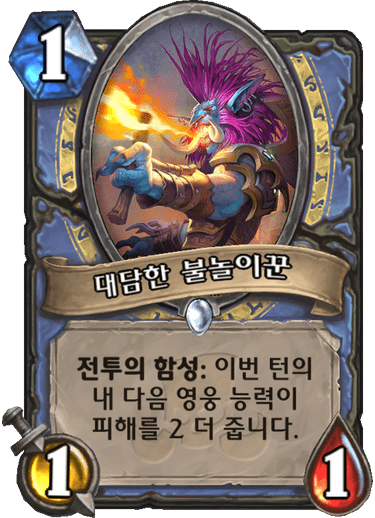 1
대담한 불놀이꾼
전투의 함성: 이번 턴의
내 다음 영웅 능력이
피해를 2 더 줍니다.
1
1